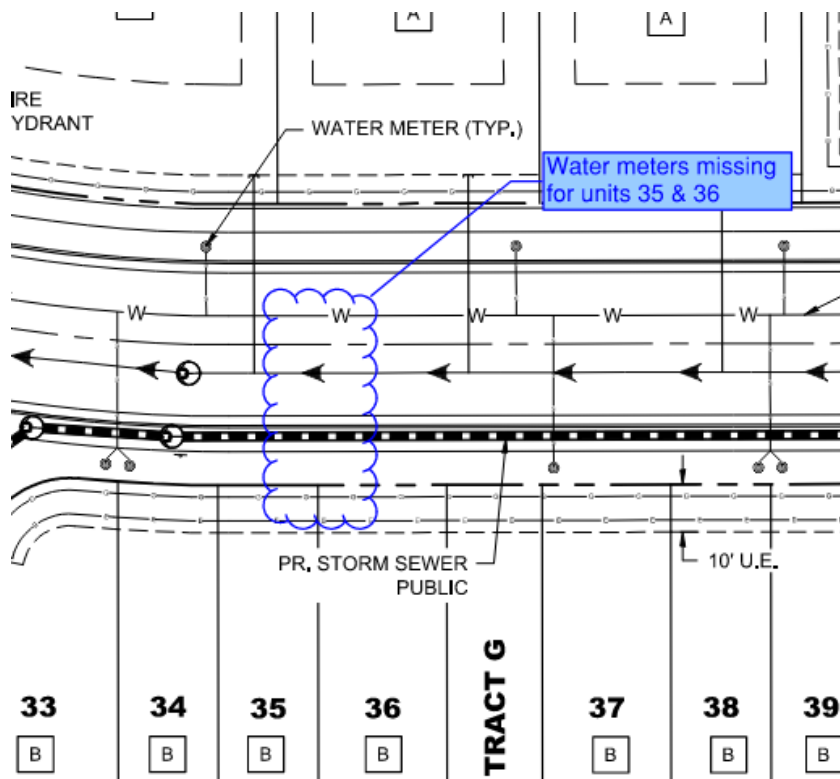 A
A
IRE
YDRANT
WATER METER (TYP.)
Water meters missing
for units 35 & 36
W
W
W
W
W
PR. STORM SEWER
PUBLIC
10' U.E.
TRACT G
33
34
35
36
37
38
39
B
B
B
B
B
B
B